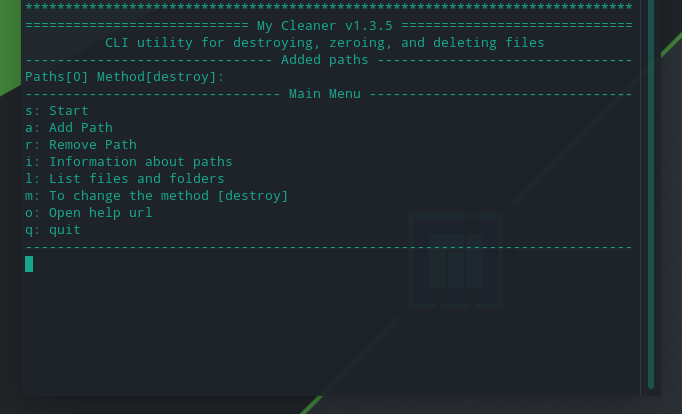 *******************************************************************************
============================ My Cleaner v1.3.5 =============================
CLI utility for destroying, zeroing, and deleting files
------------------------------- Added paths --------------------------------
Paths[0] Method[destroy]:
-------------------------------- Main Menu ---------------------------------
s: Start
a: Add Path
r: Remove Path
i: Information about paths
l: List files and folders
m: To change the method [destroy]
o: Open help url
q: quit
----------------------------------------------------------------------------